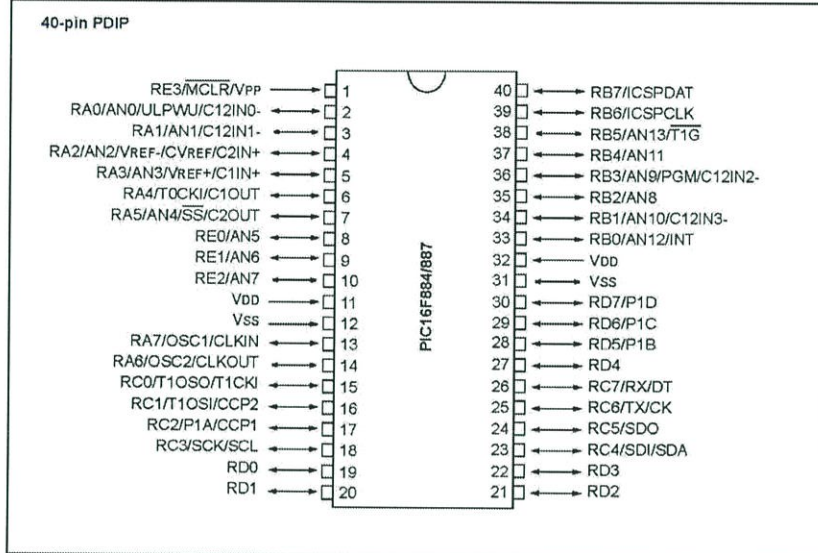 40-pin PDIP
RE3/MCLR/VPP 1
RA0/AN0/ULPWU/C12IN0- 2
RA1/AN1/C12IN1- 3
RA2/AN2/VREF-/CVREF/C2IN+ 4
RA3/AN3/VREF+/C1IN+ 5
RA4/T0CKI/C1OUT 6
RA5/AN4/SS/C2OUT 7
RE0/AN5 8
RE1/AN6 9
RE2/AN7 10
VDD 11
VSS 12
RA7/OSC1/CLKIN 13
RA6/OSC2/CLKOUT 14
RC0/T1OSO/T1CKI 15
RC1/T1OSI/CCP2 16
RC2/P1A/CCP1 17
RC3/SCK/SCL 18
RD0 19
RD1 20
PIC16F884/887
40 RB7/ICSPDAT
39 RB6/ICSPCLK
38 RB5/AN13/T1G
37 RB4/AN11
36 RB3/AN9/PGM/C12IN2-
35 RB2/AN8
34 RB1/AN10/C12IN3-
33 RB0/AN12/INT
32 VDD
31 VSS
30 RD7/P1D
29 RD6/P1C
28 RD5/P1B
27 RD4
26 RC7/RX/DT
25 RC6/TX/CK
24 RC5/SDO
23 RC4/SDI/SDA
22 RD3
21 RD2